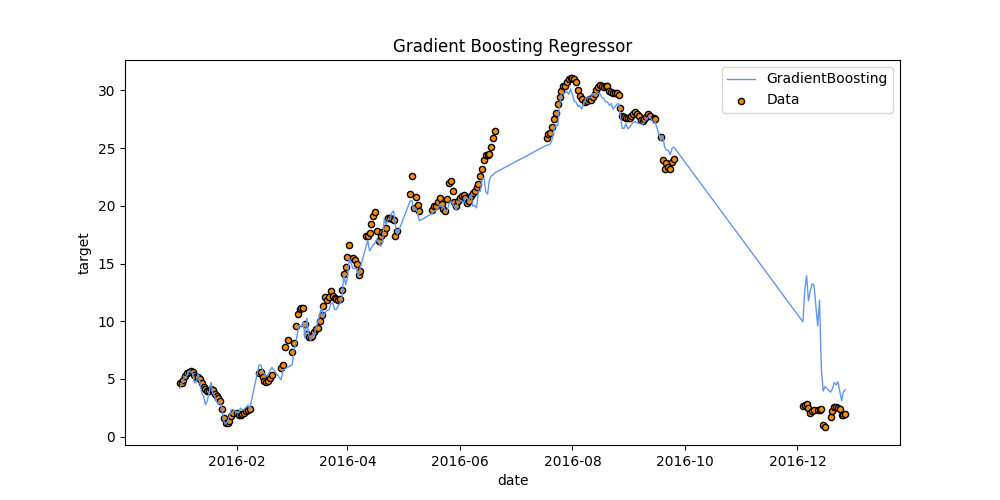 Gradient Boosting Regressor
GradientBoosting
Data
target
30
25
20
15
10
5
0
2016-02
2016-04
2016-06
2016-08
2016-10
2016-12
date